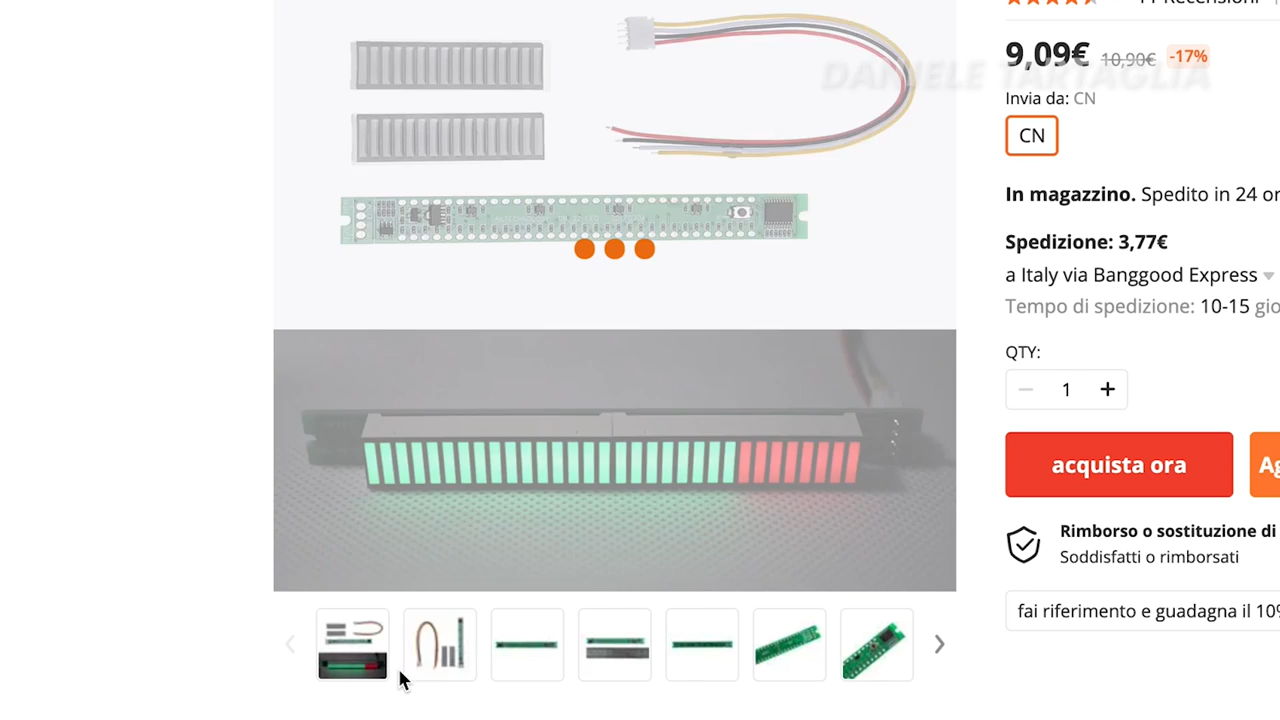 9,09€ 10,90€ -17%
DANIELE TARTAGLIA
Invia da: CN
CN
In magazzino. Spedito in 24
Spedizione: 3,77€
a Italy via Banggood Express
Tempo di spedizione: 10-15
QTY:
1
acquista ora
Rimborso o sostituzione di
Soddisfatti o rimborsati
fai riferimento e guadagna il 10%